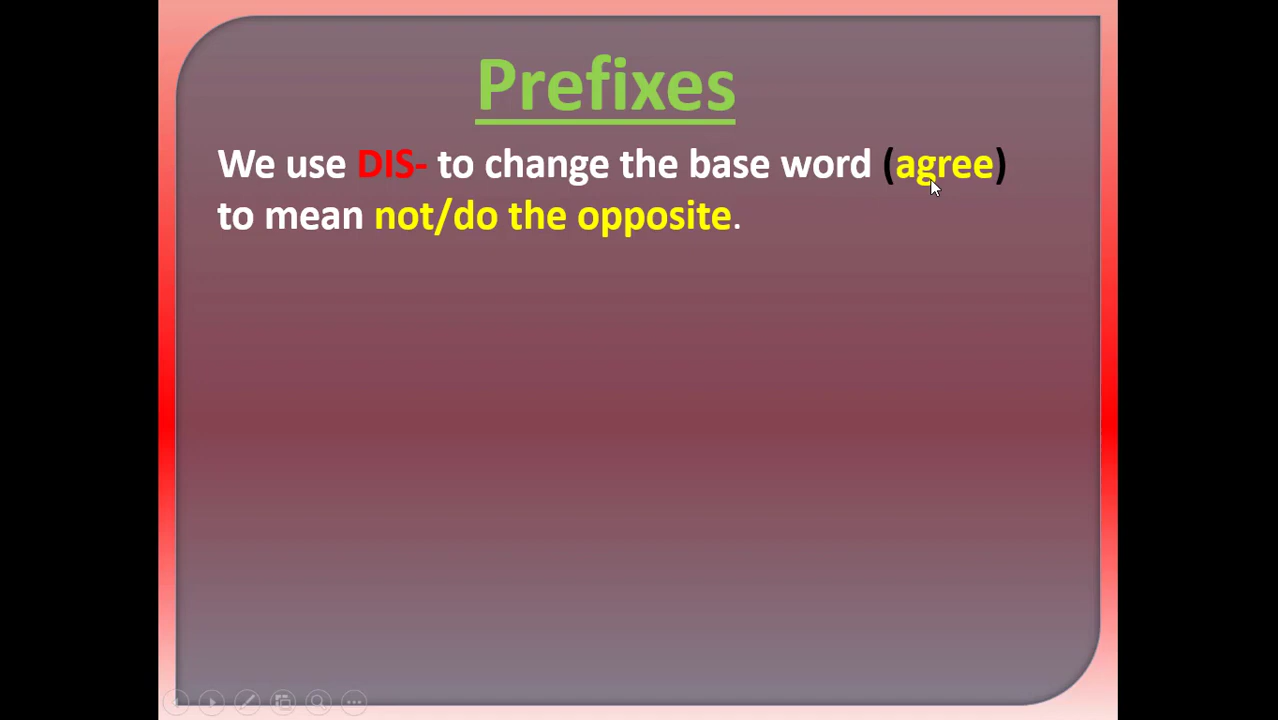 Prefixes
We use DIS- to change the base word (agree)
to mean not/do the opposite.